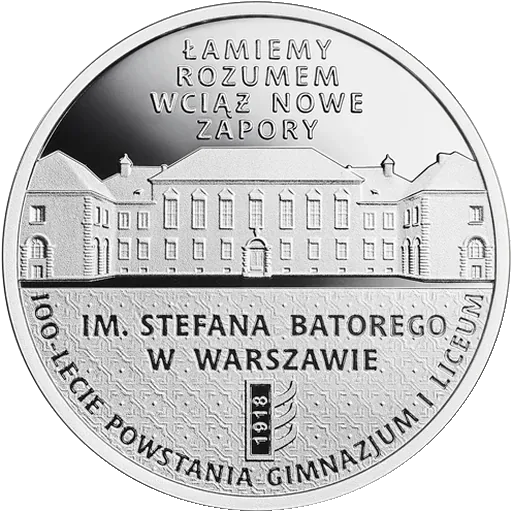 ŁAMIEMY
ROZUMEM
WCIĄŻ NOWE
ZAPORY
100-LECIE POWSTANIA GIMNAZJUM I LICEUM
IM. STEFANA BATOREGO
W WARSZAWIE
1918